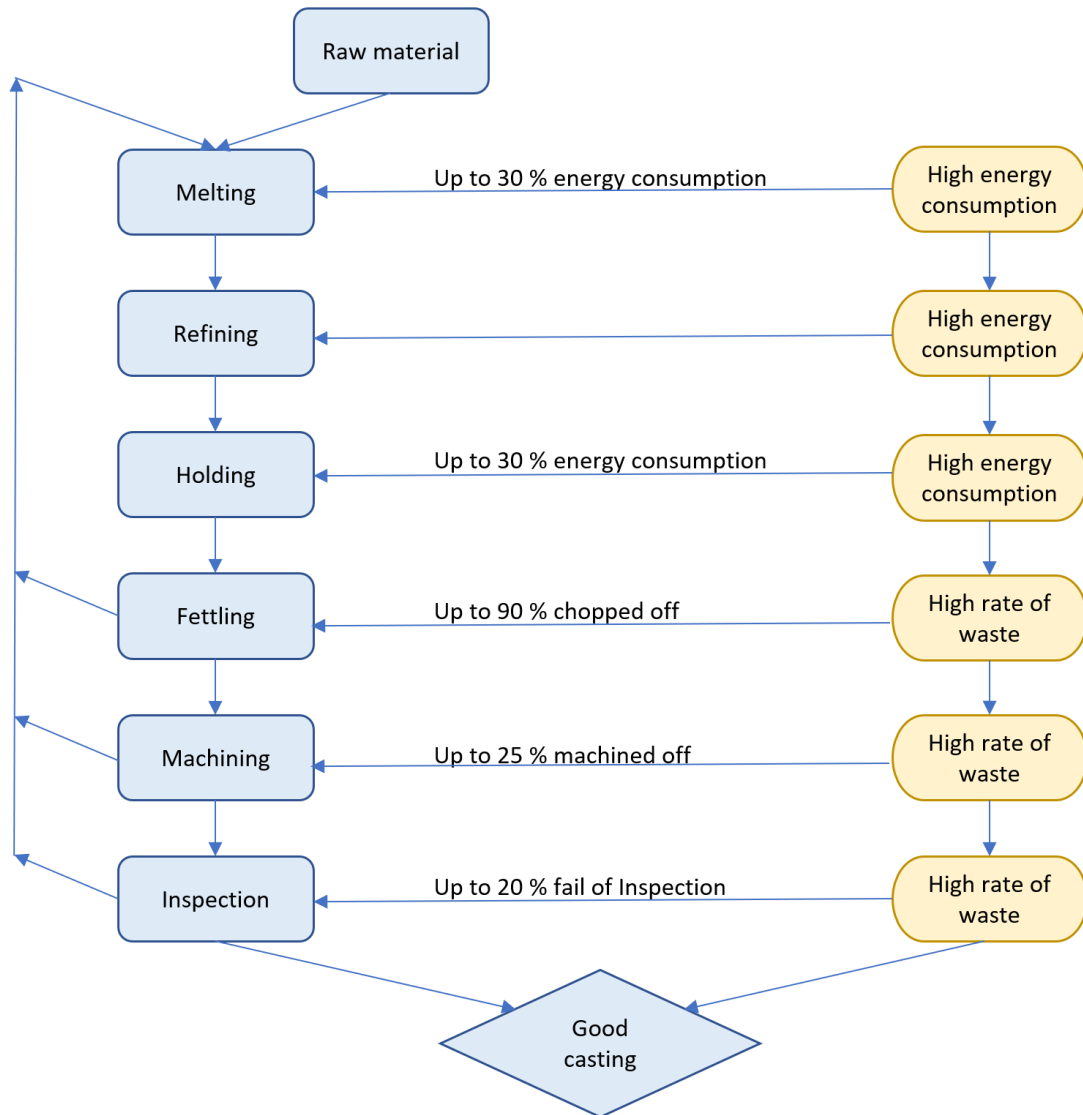 Raw material
Melting
Up to 30 % energy consumption
High energy
consumption
Refining
High energy
consumption
Holding
Up to 30 % energy consumption
High energy
consumption
Fettling
Up to 90 % chopped off
High rate of
waste
Machining
Up to 25 % machined off
High rate of
waste
Inspection
Up to 20 % fail of Inspection
High rate of
waste
Good
casting